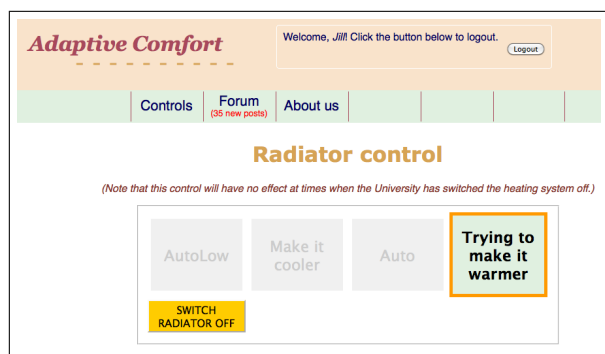 Adaptive Comfort
Welcome, Jill! Click the button below to logout.
Logout
Controls
Forum
(35 new posts)
About us
Radiator control
(Note that this control will have no effect at times when the University has switched the heating system off.)
AutoLow
Make it
cooler
Auto
Trying to
make it
warmer
SWITCH
RADIATOR OFF